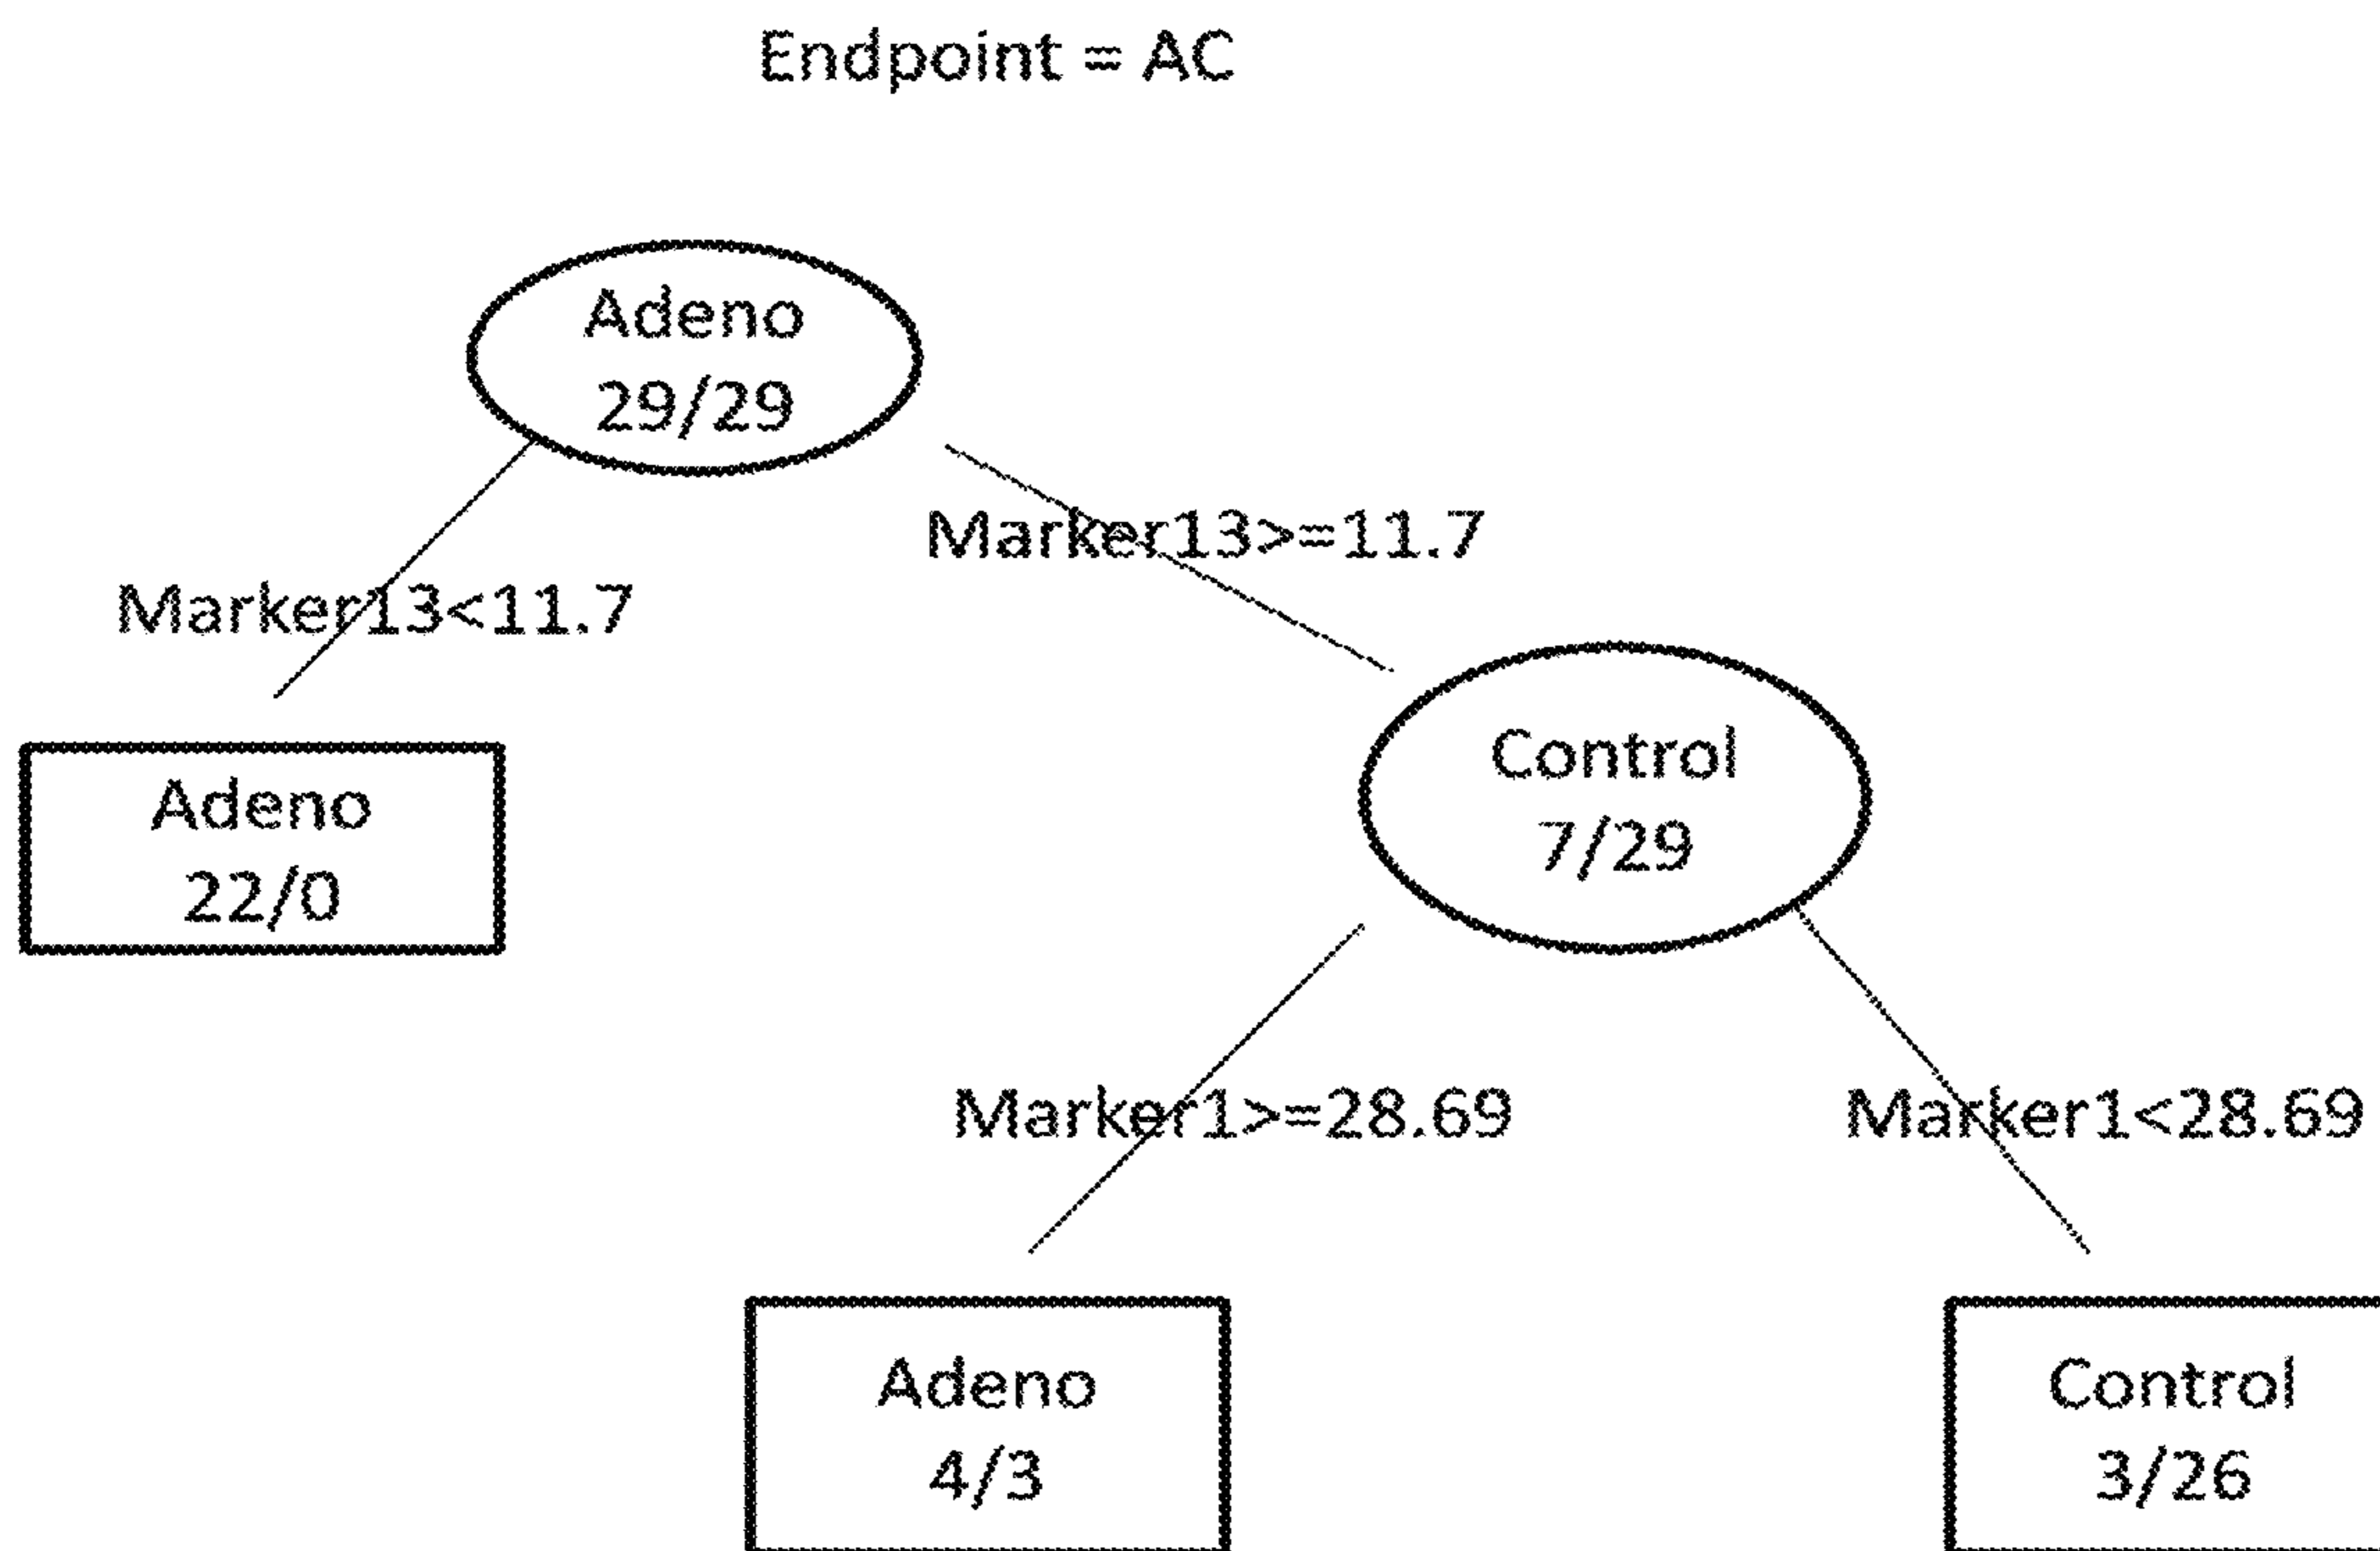 Endpoint = AC
Adeno
29/29
Marker13>=11.7
Marker13<11.7
Control
7/29
Adeno
22/0
Marker1>=28.69
Marker1<28.69
Adeno
4/3
Control
3/26